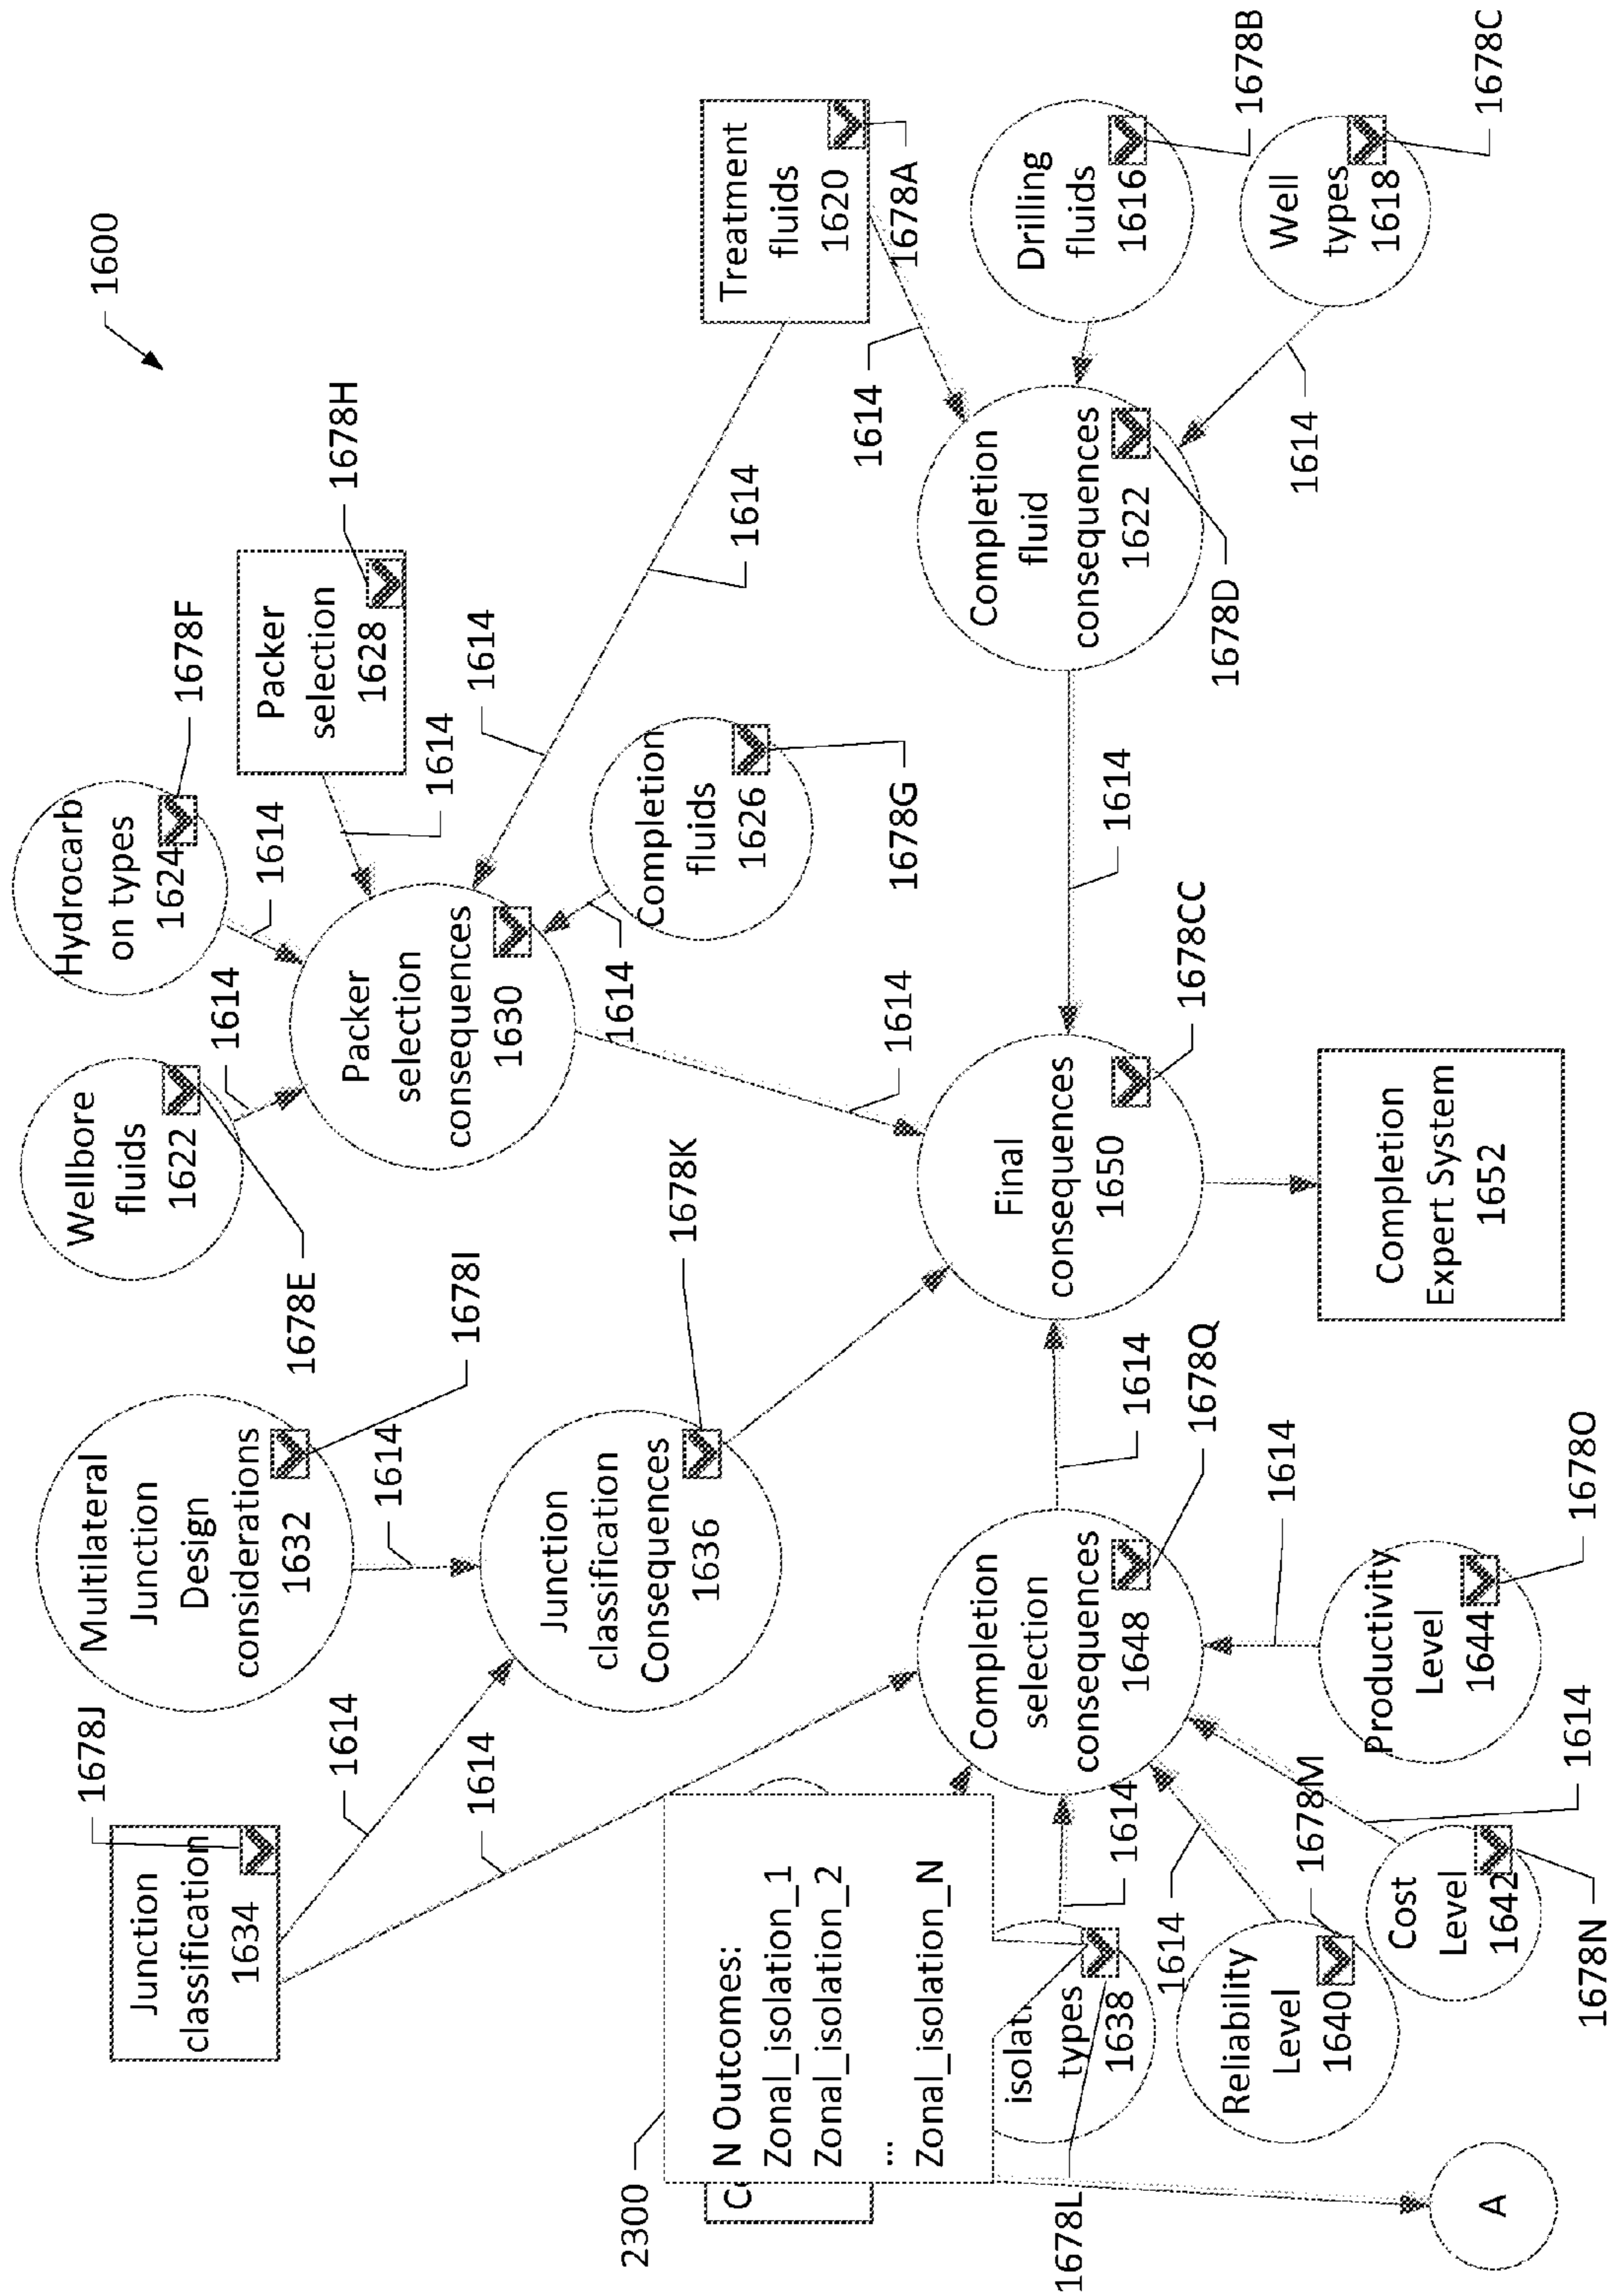 1600
1678J
Junction
classification
1634
1614
1614
Multilateral
Junction
Design
considerations
1632
1678I
1614
Junction
classification
Consequences
1636
1678K
Wellbore
fluids
1622
1678E
1614
Hydrocarb
on types
1624
1678F
1614
Packer
selection
1628
1678H
1614
Packer
selection
consequences
1630
1614
1614
Completion
fluids
1626
1678G
1614
1614
Treatment
fluids
1620
1678A
1614
Drilling
fluids
1616
1678B
Well
types
1618
1678C
1614
Completion
fluid
consequences
1622
1678D
1614
Final
consequences
1650
1678CC
Completion
Expert System
1652
1614
Completion
selection
consequences
1648
1678Q
1614
Productivity
Level
1644
1678O
1614
Cost
Level
1642
1678N
1678M
1614
Reliability
Level
1640
1614
isolat
types
1638
1678L
2300
N Outcomes:
Zonal_isolation_1
Zonal_isolation_2
...
Zonal_isolation_N
A